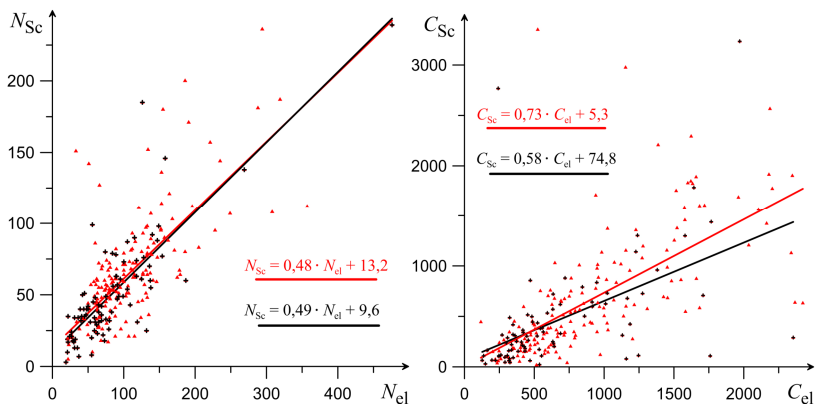 N_Sc
200
150
100
50
0
0 100 200 300 400
N_el
N_Sc = 0,48 · N_el + 13,2
N_Sc = 0,49 · N_el + 9,6
C_Sc
3000
2000
1000
0
0 500 1000 1500 2000
C_el
C_Sc = 0,73 · C_el + 5,3
C_Sc = 0,58 · C_el + 74,8